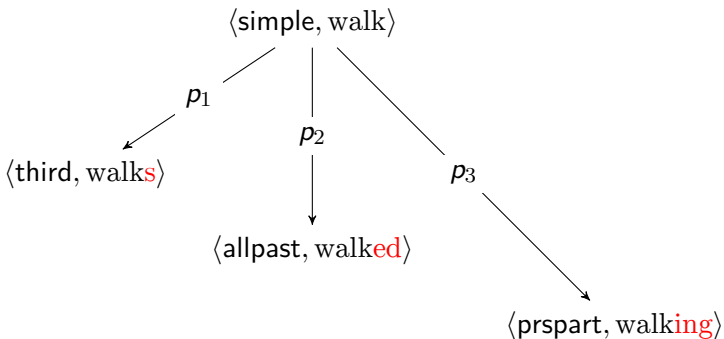 ⟨simple, walk⟩
p₁
p₂
⟨third, walks⟩
p₃
⟨allpast, walked⟩
⟨prspart, walking⟩